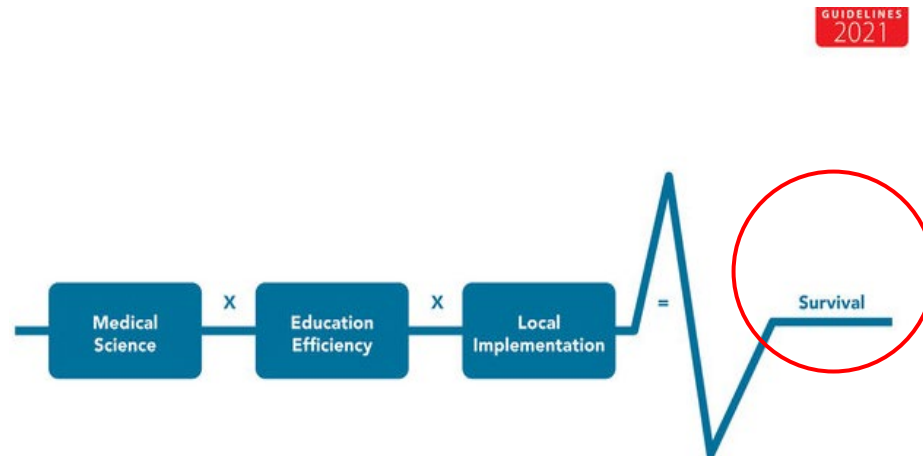 GUIDELINES
2021
Medical
Science
X
Education
Efficiency
X
Local
Implementation
=
Survival